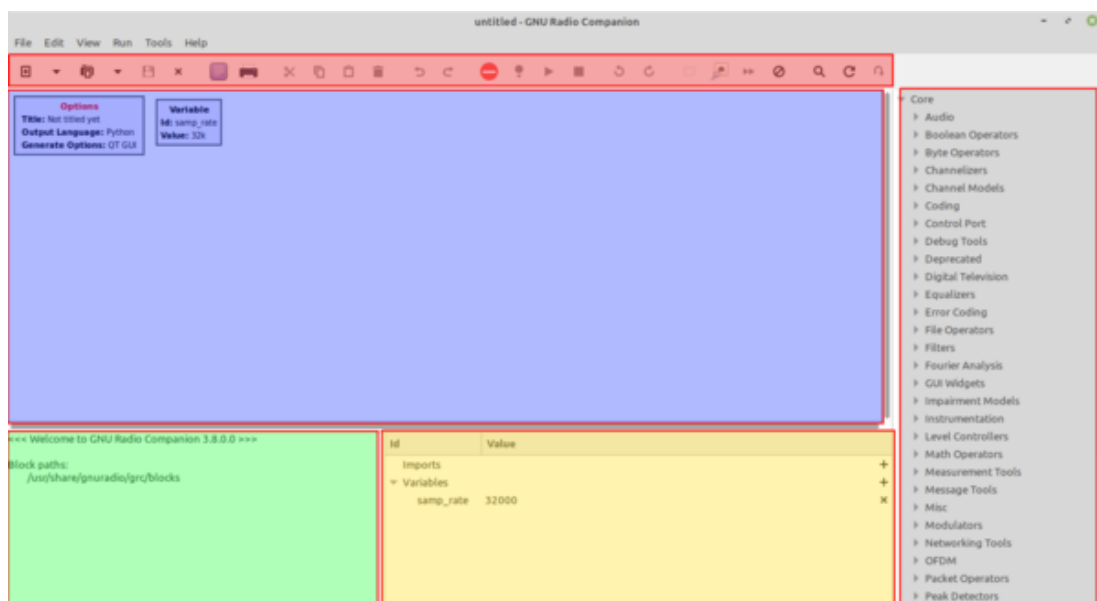 untitled - GNU Radio Companion
File Edit View Run Tools Help
Options
Title: Not titled yet
Output Language: Python
Generate Options: QT GUI
Variable
Id: samp_rate
Value: 32k
Core
Audio
Boolean Operators
Byte Operators
Channelizers
Channel Models
Coding
Control Port
Debug Tools
Deprecated
Digital Television
Equalizers
Error Coding
File Operators
Filters
Fourier Analysis
GUI Widgets
Impairment Models
Instrumentation
Level Controllers
Math Operators
Measurement Tools
Message Tools
Misc
Modulators
Networking Tools
OFDM
Packet Operators
Peak Detectors
<<< Welcome to GNU Radio Companion 3.8.0.0 >>>
Block paths:
/usr/share/gnuradio/grc/blocks
Id Value
Imports
Variables
samp_rate 32000